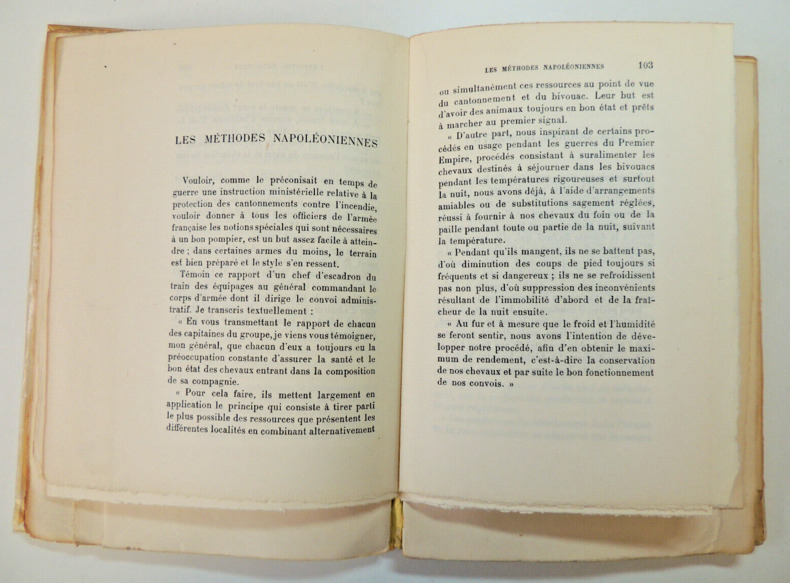 LES MÉTHODES NAPOLÉONIENNES
Vouloir, comme le préconisait en temps de
guerre une instruction ministérielle relative à la
protection des cantonnements contre l'incendie,
vouloir donner à tous les officiers de l'armée
française les notions spéciales qui sont nécessaires
à un bon pompier, est un but assez facile à attein-
dre ; dans certaines armes du moins, le terrain
est bien préparé et le style s'en ressent.
Témoin ce rapport d'un chef d'escadron du
train des équipages au général commandant le
corps d'armée dont il dirige le convoi adminis-
tratif. Je transcris textuellement :
« En vous transmettant le rapport de chacun
des capitaines du groupe, je viens vous témoigner,
mon général, que chacun d'eux a toujours eu la
préoccupation constante d'assurer la santé et le
bon état des chevaux entrant dans la composition
de sa compagnie.
« Pour cela faire, ils mettent largement en
application le principe qui consiste à tirer parti
le plus possible des ressources que présentent les
différentes localités en combinant alternativement
LES MÉTHODES NAPOLÉONIENNES 103
ou simultanément ces ressources au point de vue
du cantonnement et du bivouac. Leur but est
d'avoir des animaux toujours en bon état et prêts
à marcher au premier signal.
« D'autre part, nous inspirant de certains pro-
cédés en usage pendant les guerres du Premier
Empire, procédés consistant à suralimenter les
chevaux destinés à séjourner dans les bivouacs
pendant les températures rigoureuses et surtout
la nuit, nous avons déjà, à l'aide d'arrangements
amiables ou de substitutions sagement réglées,
réussi à fournir à nos chevaux du foin ou de la
paille pendant toute ou partie de la nuit, suivant
la température.
« Pendant qu'ils mangent, ils ne se battent pas,
d'où diminution des coups de pied toujours si
fréquents et si dangereux ; ils ne se refroidissent
pas non plus, d'où suppression des inconvénients
résultant de l'immobilité d'abord et de la fraî-
cheur de la nuit ensuite.
« Au fur et à mesure que le froid et l'humidité
se feront sentir, nous avons l'intention de déve-
lopper notre procédé, afin d'en obtenir le maxi-
mum de rendement, c'est-à-dire la conservation
de nos chevaux et par suite le bon fonctionnement
de nos convois. »